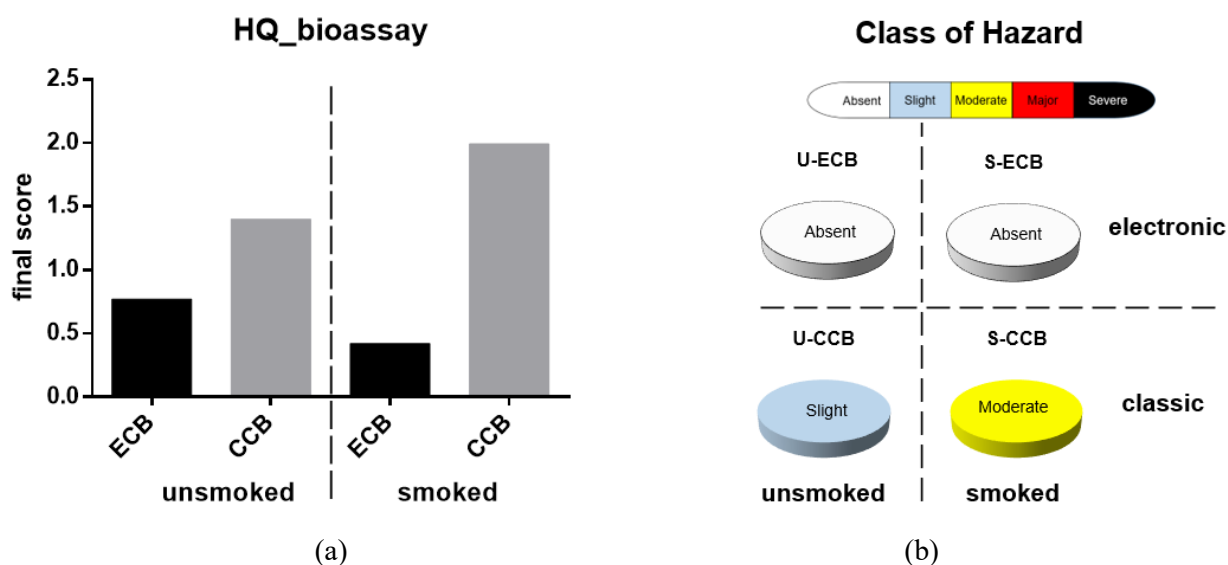 HQ_bioassay
final score
2.5
2.0
1.5
1.0
0.5
0.0
ECB CCB ECB CCB
unsmoked smoked
(a)
Class of Hazard
Absent Slight Moderate Major Severe
U-ECB S-ECB
Absent Absent electronic
U-CCB S-CCB
Slight Moderate classic
unsmoked smoked
(b)